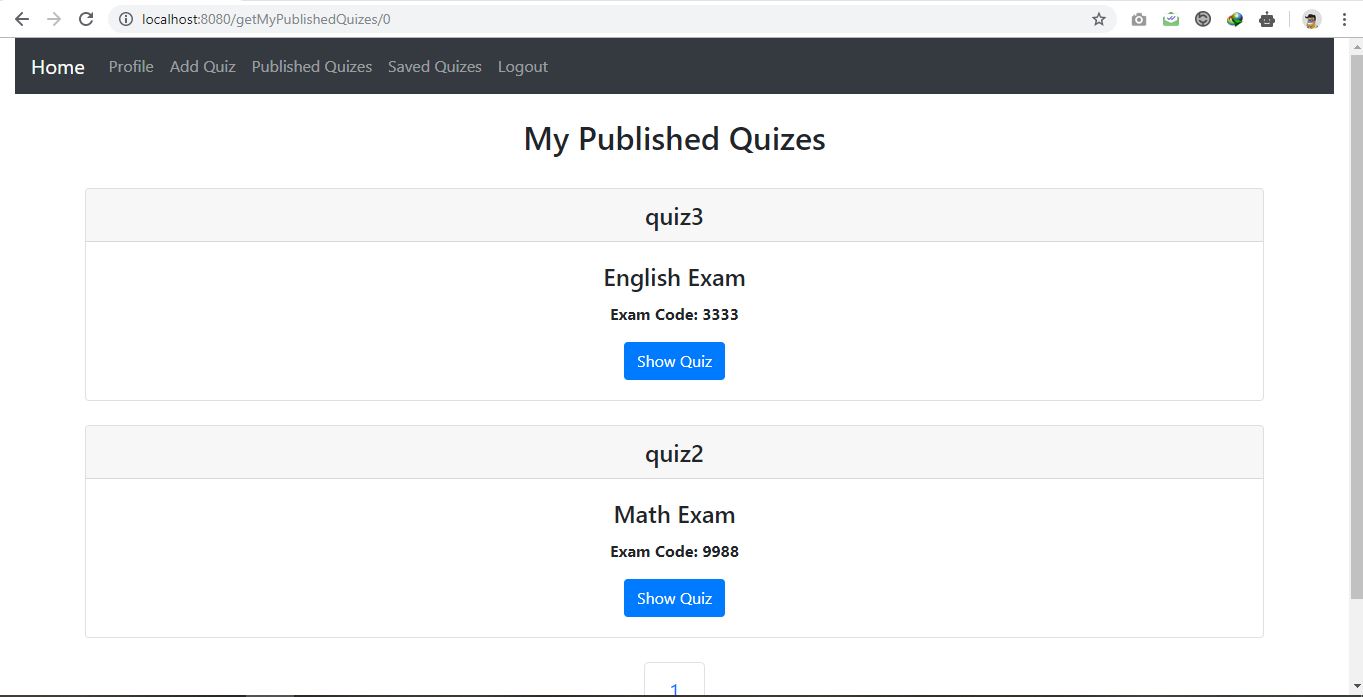 localhost:8080/getMyPublishedQuizes/0
Home Profile Add Quiz Published Quizes Saved Quizes Logout
My Published Quizes
quiz3
English Exam
Exam Code: 3333
Show Quiz
quiz2
Math Exam
Exam Code: 9988
Show Quiz
1